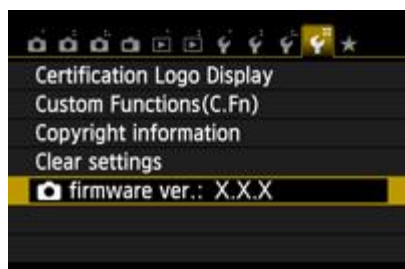 Certification Logo Display
Custom Functions(C.Fn)
Copyright information
Clear settings
firmware ver.: X.X.X